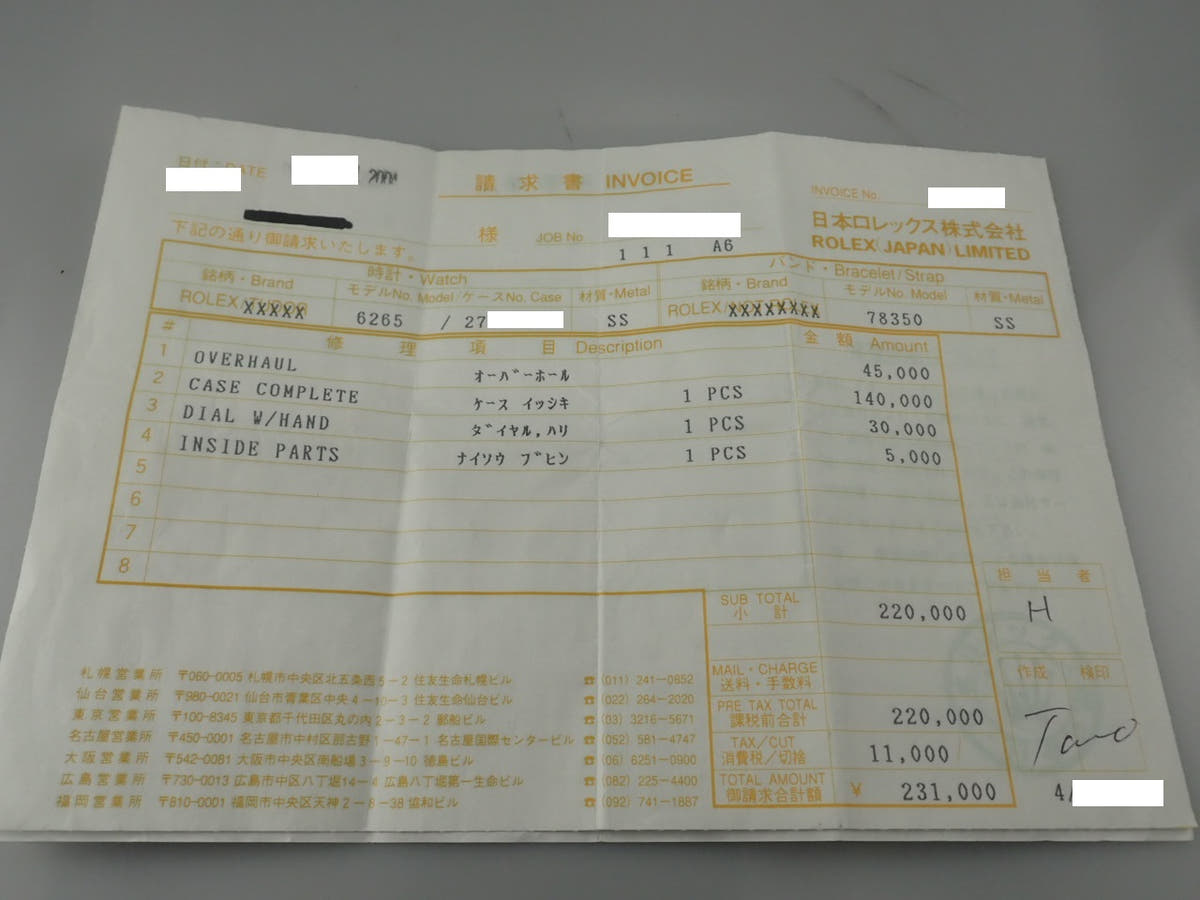 日付・DATE 2001
請求書 INVOICE
INVOICE No.
様 JOB No. 111 A6
日本ロレックス株式会社
ROLEX(JAPAN)LIMITED
下記の通り御請求いたします。
時計・Watch バンド・Bracelet/Strap
銘柄・Brand モデルNo. Model/ケースNo. Case 材質・Metal 銘柄・Brand モデルNo. Model 材質・Metal
ROLEX/ XXXXX 6265 / 27 SS ROLEX/ XXXXXXXX 78350 SS
# 修理項目 Description 金額 Amount
1 OVERHAUL オーバーホール 45,000
2 CASE COMPLETE ケース イッシキ 1 PCS 140,000
3 DIAL W/HAND ダイヤル,ハリ 1 PCS 30,000
4 INSIDE PARTS ナイソウ ブヒン 1 PCS 5,000
5
6
7
8
SUB TOTAL
小計 220,000
MAIL・CHARGE
送料・手数料
PRE TAX TOTAL
課税前合計 220,000
TAX/CUT
消費税/切捨 11,000
TOTAL AMOUNT
御請求合計額 ¥ 231,000
担当者
H
作成 検印
Taro
4/
札幌営業所 〒060-0005 札幌市中央区北五条西5-2 住友生命札幌ビル ☎(011) 241-0652
仙台営業所 〒980-0021 仙台市青葉区中央4-10-3 住友生命仙台ビル ☎(022) 264-2020
東京営業所 〒100-8345 東京都千代田区丸の内2-3-2 郵船ビル ☎(03) 3216-5671
名古屋営業所 〒450-0001 名古屋市中村区那古野1-47-1 名古屋国際センタービル ☎(052) 581-4747
大阪営業所 〒542-0081 大阪市中央区南船場3-9-10 徳島ビル ☎(06) 6251-0900
広島営業所 〒730-0013 広島市中区八丁堀14-4 広島八丁堀第一生命ビル ☎(082) 225-4400
福岡営業所 〒810-0001 福岡市中央区天神2-8-38 協和ビル ☎(092) 741-1887